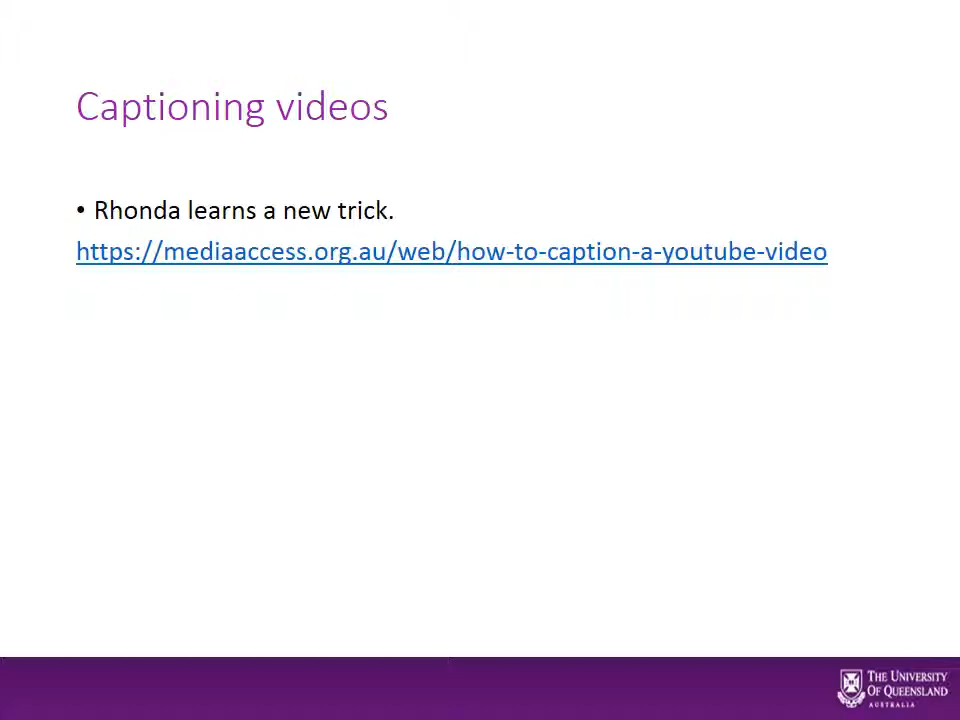 Captioning videos
• Rhonda learns a new trick.
https://mediaaccess.org.au/web/how-to-caption-a-youtube-video
THE UNIVERSITY
OF QUEENSLAND
AUSTRALIA